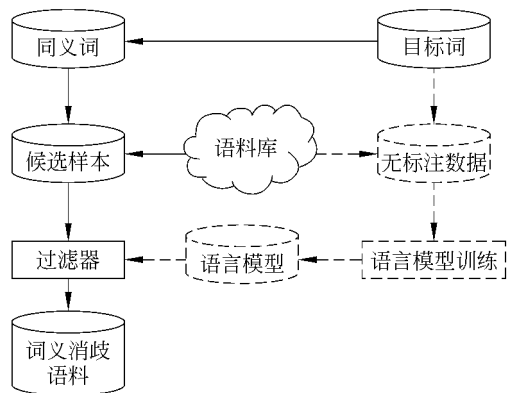 同义词
目标词
候选样本
语料库
无标注数据
过滤器
语言模型
语言模型训练
词义消歧
语料